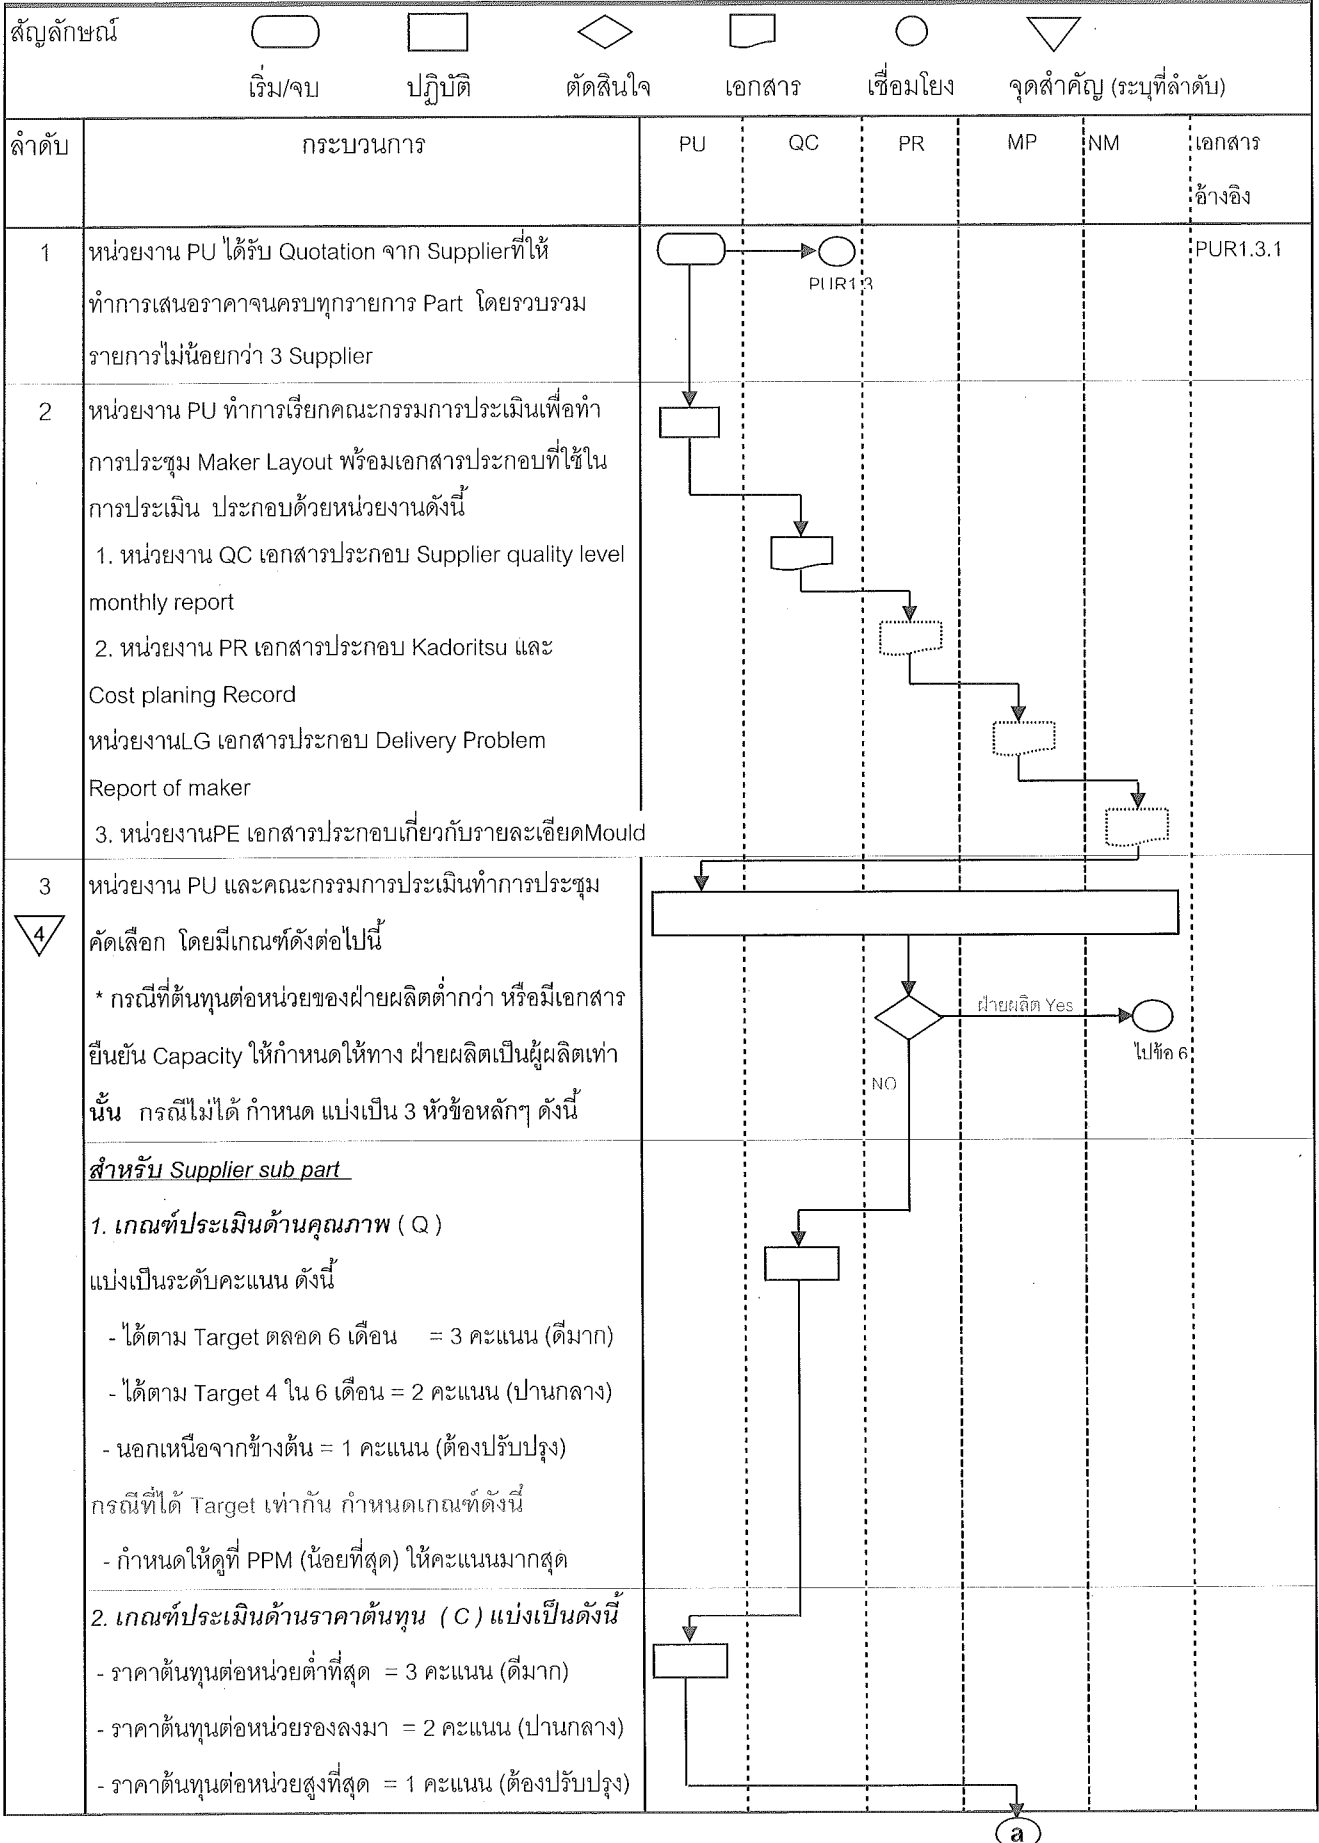 สัญลักษณ์
เริ่ม/จบ ปฏิบัติ ตัดสินใจ เอกสาร เชื่อมโยง จุดสำคัญ (ระบุที่ลำดับ)
ลำดับ กระบวนการ PU QC PR MP NM เอกสาร
อ้างอิง
1 หน่วยงาน PU ได้รับ Quotation จาก Supplierที่ให้ PUR1.3.1
PUR1.3
ทำการเสนอราคาจนครบทุกรายการ Part โดยรวบรวม
รายการไม่น้อยกว่า 3 Supplier
2 หน่วยงาน PU ทำการเรียกคณะกรรมการประเมินเพื่อทำ
การประชุม Maker Layout พร้อมเอกสารประกอบที่ใช้ใน
การประเมิน ประกอบด้วยหน่วยงานดังนี้
1. หน่วยงาน QC เอกสารประกอบ Supplier quality level
monthly report
2. หน่วยงาน PR เอกสารประกอบ Kadoritsu และ
Cost planing Record
หน่วยงานLG เอกสารประกอบ Delivery Problem
Report of maker
3. หน่วยงานPE เอกสารประกอบเกี่ยวกับรายละเอียดMould
3 หน่วยงาน PU และคณะกรรมการประเมินทำการประชุม
4 คัดเลือก โดยมีเกณฑ์ดังต่อไปนี้
* กรณีที่ต้นทุนต่อหน่วยของฝ่ายผลิตต่ำกว่า หรือมีเอกสาร ฝ่ายผลิต Yes
ยืนยัน Capacity ให้กำหนดให้ทาง ฝ่ายผลิตเป็นผู้ผลิตเท่า ไปข้อ 6
NO
นั้น กรณีไม่ได้ กำหนด แบ่งเป็น 3 หัวข้อหลักๆ ดังนี้
สำหรับ Supplier sub part
1. เกณฑ์ประเมินด้านคุณภาพ ( Q )
แบ่งเป็นระดับคะแนน ดังนี้
- ได้ตาม Target ตลอด 6 เดือน = 3 คะแนน (ดีมาก)
- ได้ตาม Target 4 ใน 6 เดือน = 2 คะแนน (ปานกลาง)
- นอกเหนือจากข้างต้น = 1 คะแนน (ต้องปรับปรุง)
กรณีที่ได้ Target เท่ากัน กำหนดเกณฑ์ดังนี้
- กำหนดให้ดูที่ PPM (น้อยที่สุด) ให้คะแนนมากสุด
2. เกณฑ์ประเมินด้านราคาต้นทุน ( C ) แบ่งเป็นดังนี้
- ราคาต้นทุนต่อหน่วยต่ำที่สุด = 3 คะแนน (ดีมาก)
- ราคาต้นทุนต่อหน่วยรองลงมา = 2 คะแนน (ปานกลาง)
- ราคาต้นทุนต่อหน่วยสูงที่สุด = 1 คะแนน (ต้องปรับปรุง)
a